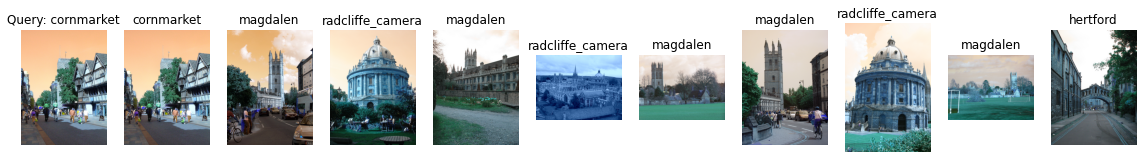 Query: cornmarket
cornmarket
magdalen
radcliffe_camera
magdalen
radcliffe_camera
magdalen
magdalen
radcliffe_camera
magdalen
hertford